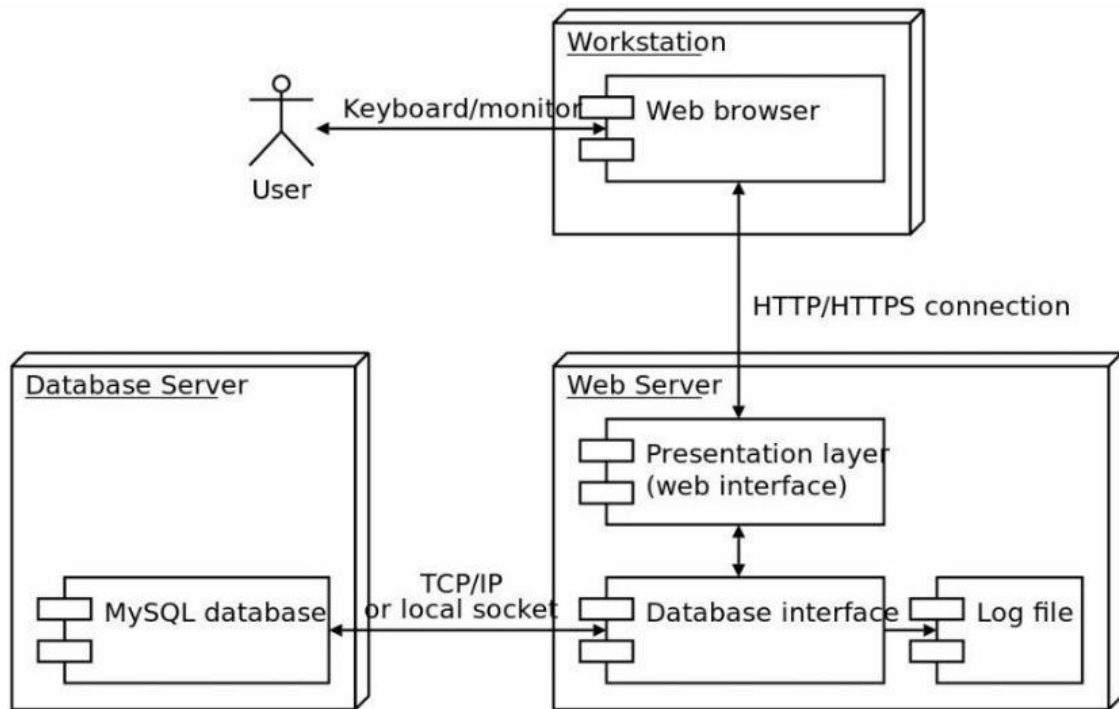 Workstation
Web browser
Keyboard/monitor
User
HTTP/HTTPS connection
Database Server
Web Server
Presentation layer
(web interface)
TCP/IP
or local socket
MySQL database
Database interface
Log file